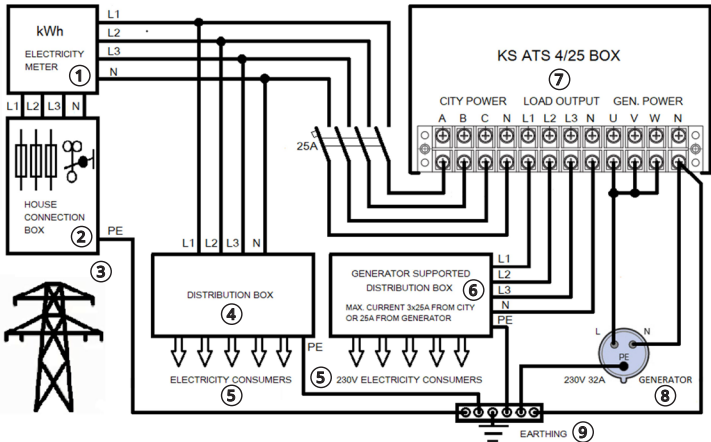 L1
L2
L3
N
kWh
ELECTRICITY
METER
1
L1 L2 L3 N
HOUSE
CONNECTION
BOX
2
PE
3
KS ATS 4/25 BOX
7
CITY POWER LOAD OUTPUT GEN. POWER
A B C N L1 L2 L3 N U V W N
25A
L1 L2 L3 N
DISTRIBUTION BOX
4
PE
ELECTRICITY CONSUMERS
5
5
GENERATOR SUPPORTED
DISTRIBUTION BOX
6
MAX. CURRENT 3x25A FROM CITY
OR 25A FROM GENERATOR
L1
L2
L3
N
PE
230V ELECTRICITY CONSUMERS
L N
PE
230V 32A
GENERATOR
8
EARTHING 9